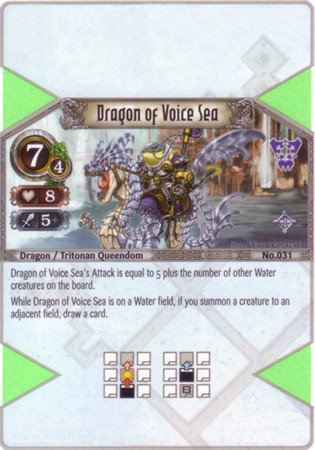 Dragon of Voice Sea
7
4
8
5+
Dragon / Tritonan Queendom
No.031
Dragon of Voice Sea's Attack is equal to 5 plus the number of other Water
creatures on the board.
While Dragon of Voice Sea is on a Water field, if you summon a creature to an
adjacent field, draw a card.